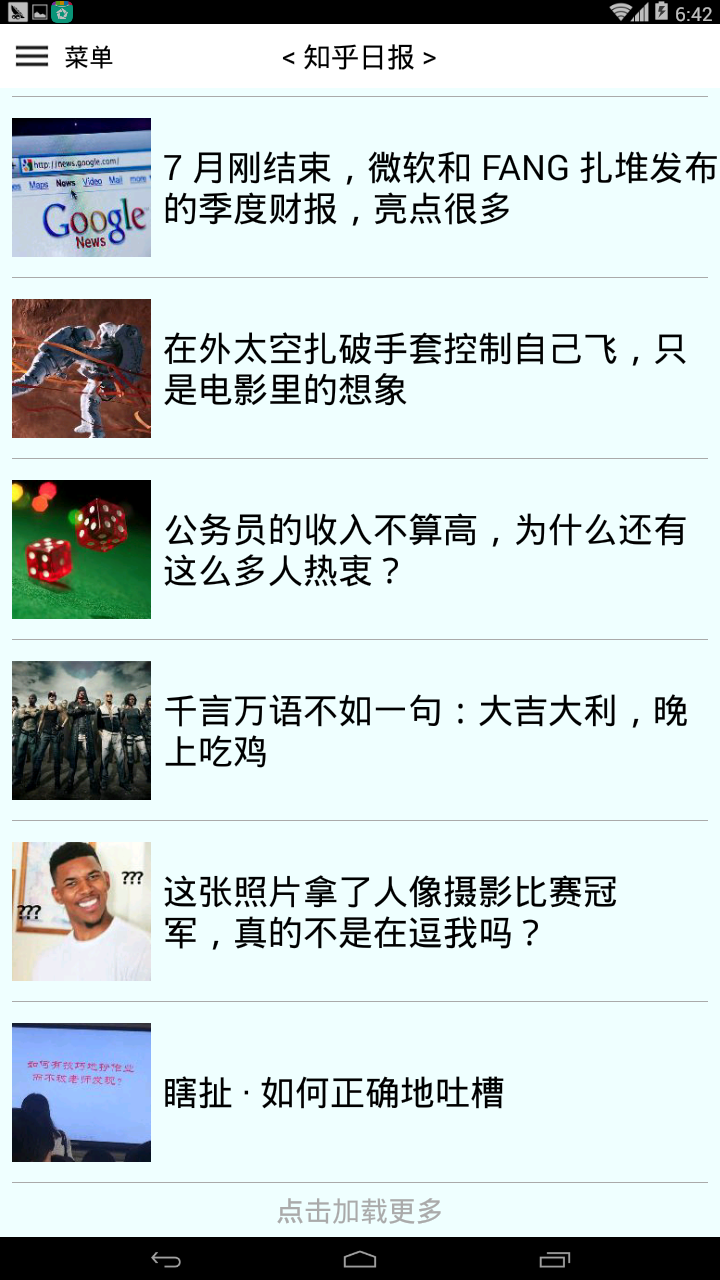 6:42
菜单
< 知乎日报 >
http://news.google.com/
Maps News Video Mail more
Google
News
7 月刚结束，微软和 FANG 扎堆发布
的季度财报，亮点很多
在外太空扎破手套控制自己飞，只
是电影里的想象
公务员的收入不算高，为什么还有
这么多人热衷？
千言万语不如一句：大吉大利，晚
上吃鸡
???
???
这张照片拿了人像摄影比赛冠
军，真的不是在逗我吗？
如何有技巧地抄作业
而不被老师发现?
瞎扯 · 如何正确地吐槽
点击加载更多